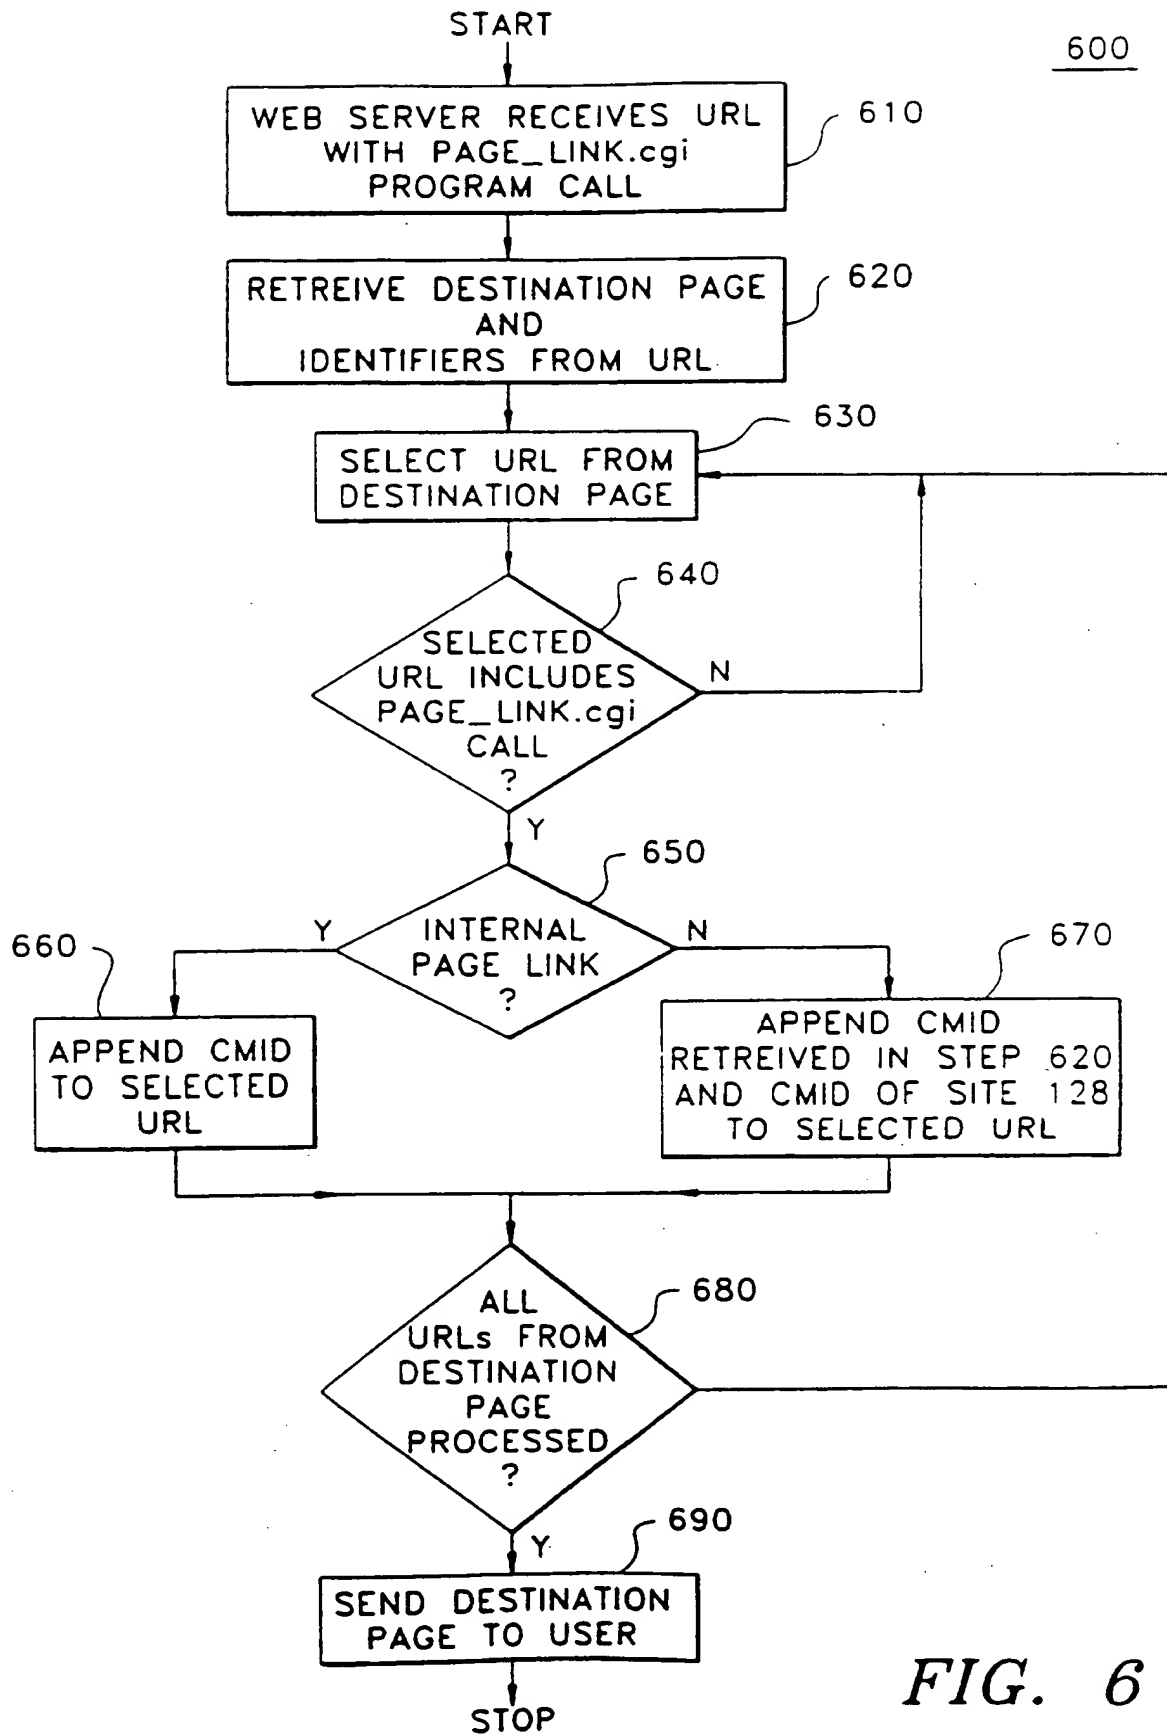 START
600
WEB SERVER RECEIVES URL
WITH PAGE_LINK.cgi
PROGRAM CALL
610
RETREIVE DESTINATION PAGE
AND
IDENTIFIERS FROM URL
620
630
SELECT URL FROM
DESTINATION PAGE
640
SELECTED
URL INCLUDES
PAGE_LINK.cgi
CALL
?
N
Y
650
INTERNAL
PAGE LINK
?
Y
N
660
APPEND CMID
TO SELECTED
URL
670
APPEND CMID
RETREIVED IN STEP 620
AND CMID OF SITE 128
TO SELECTED URL
680
ALL
URLs FROM
DESTINATION
PAGE
PROCESSED
?
Y
690
SEND DESTINATION
PAGE TO USER
STOP
FIG. 6